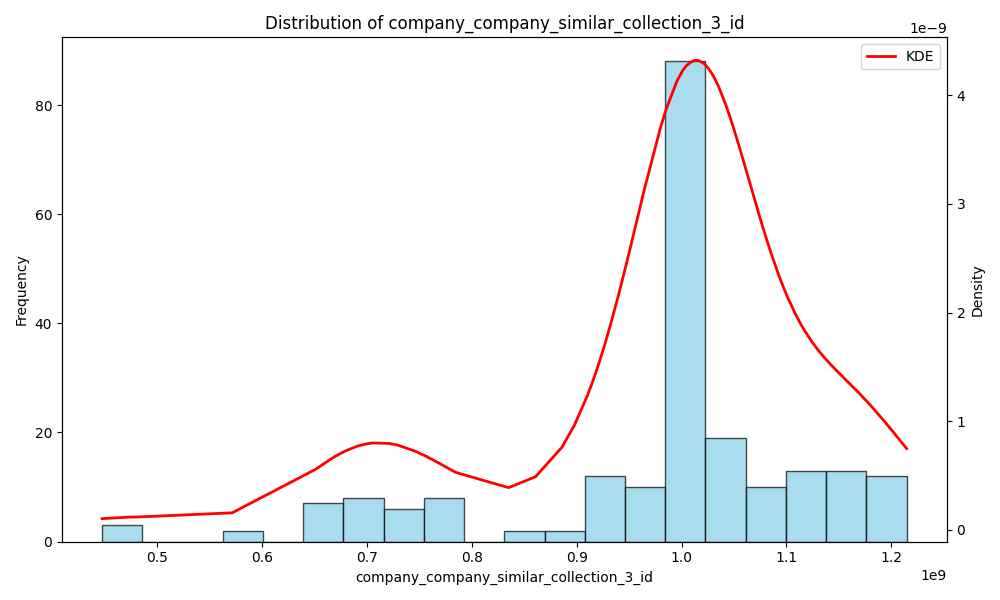 Distribution of company_company_similar_collection_3_id
1e−9
KDE
80
60
40
20
0
Frequency
4
3
2
1
0
Density
0.5 0.6 0.7 0.8 0.9 1.0 1.1 1.2
1e9
company_company_similar_collection_3_id